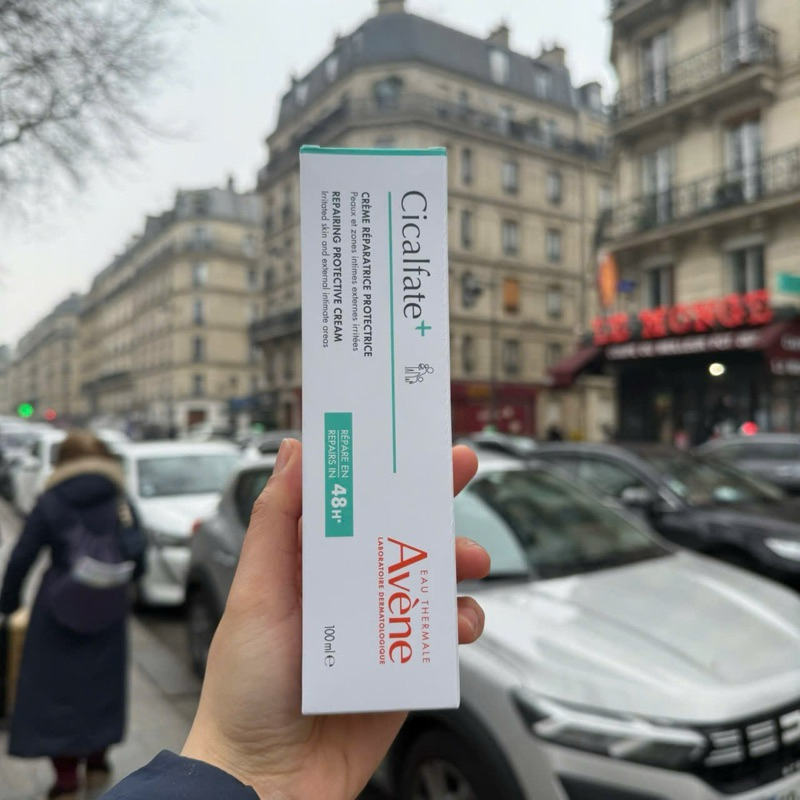 Cicalfate+
CRÈME RÉPARATRICE PROTECTRICE
Peaux et zones intimes externes irritées
REPAIRING PROTECTIVE CREAM
Irritated skin and external intimate areas
RÉPARE EN
REPAIRS IN
48H*
EAU THERMALE
Avène
LABORATOIRE DERMATOLOGIQUE
100 ml ℮
LE MONGE